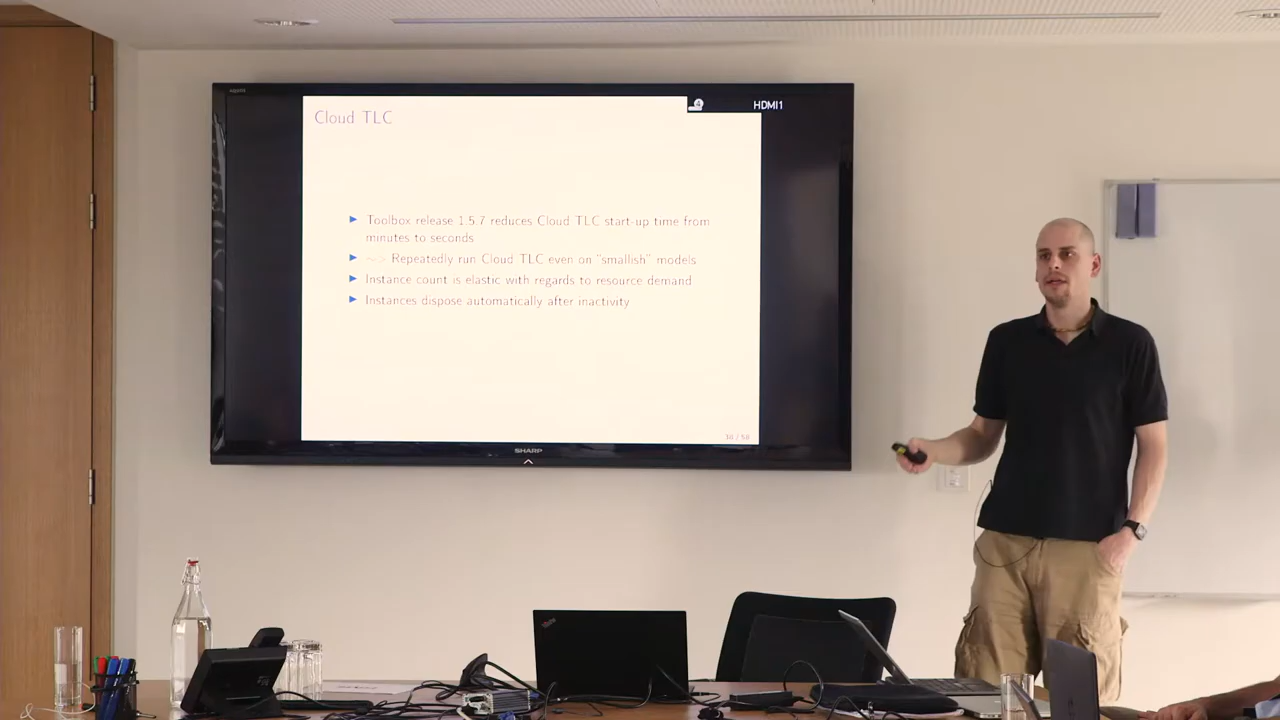 HDMI1
Cloud TLC
Toolbox release 1.5.7 reduces Cloud TLC start-up time from
minutes to seconds
~> Repeatedly run Cloud TLC even on "smallish" models
Instance count is elastic with regards to resource demand
Instances dispose automatically after inactivity
SHARP